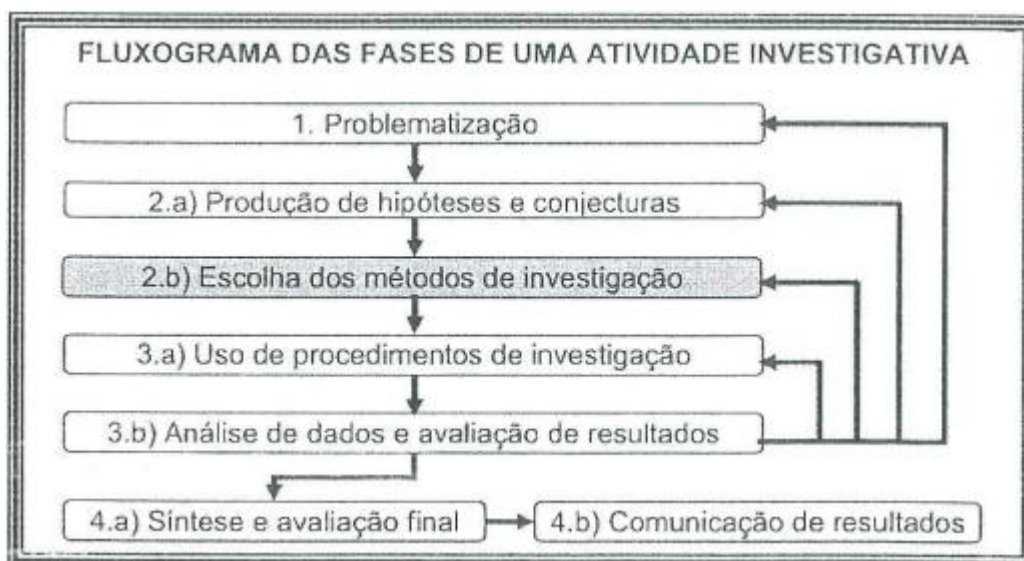 FLUXOGRAMA DAS FASES DE UMA ATIVIDADE INVESTIGATIVA
1. Problematização
2.a) Produção de hipóteses e conjecturas
2.b) Escolha dos métodos de investigação
3.a) Uso de procedimentos de investigação
3.b) Análise de dados e avaliação de resultados
4.a) Síntese e avaliação final
4.b) Comunicação de resultados